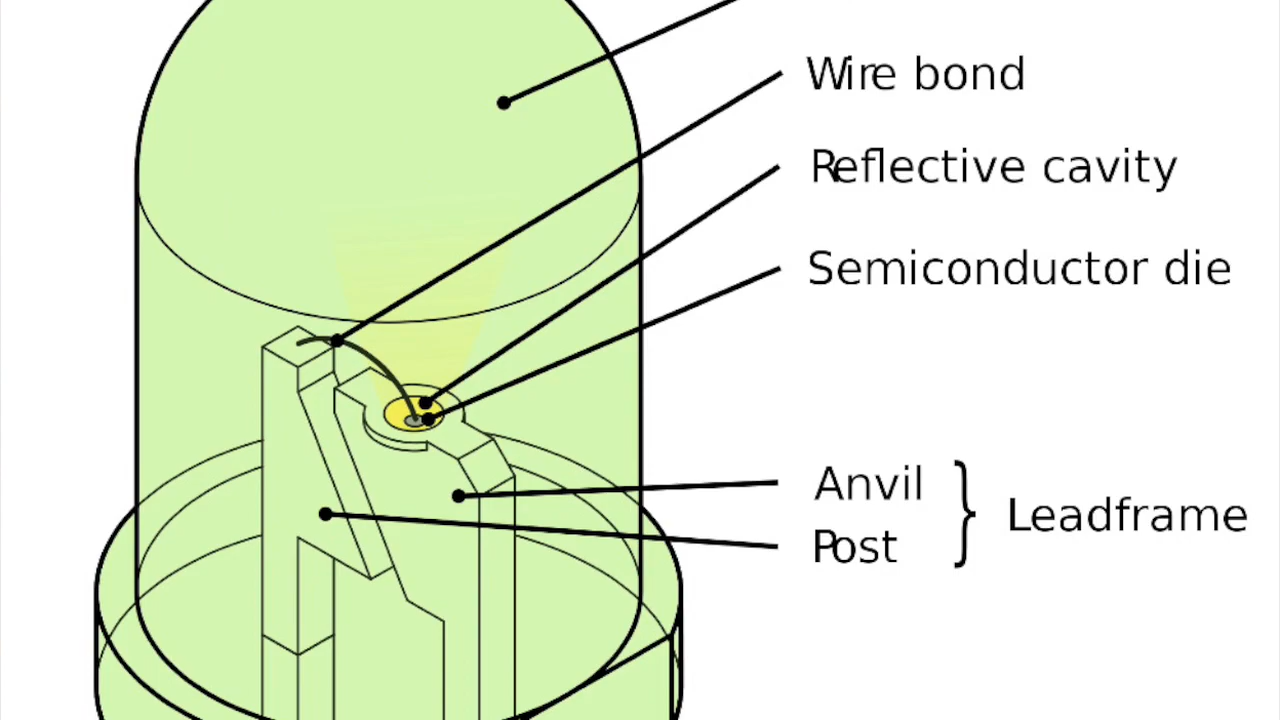 Wire bond
Reflective cavity
Semiconductor die
Anvil
Leadframe
Post